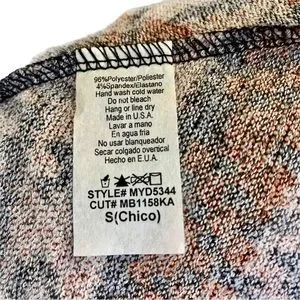 96%Polyester/Poliester
4%Spandex/Elastano
Hand wash cold water
Do not bleach
Hang or line dry
Made in U.S.A.
Lavar a mano
En agua fria
No usar blanqueador
Secar colgado overtical
Hecho en E.U.A.
STYLE# MYD5344
CUT# MB1158KA
S(Chico)